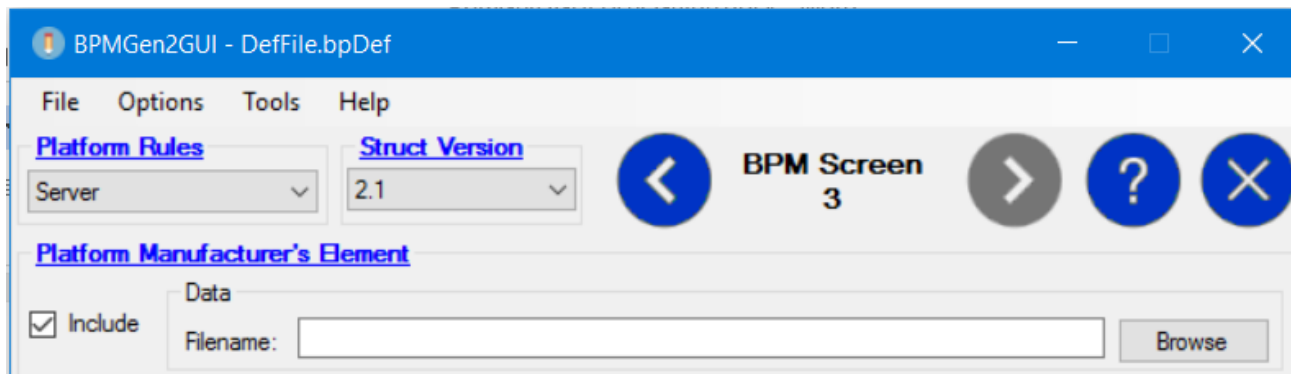 BPMGen2GUI - DefFile.bpDef
File Options Tools Help
Platform Rules
Struct Version
Server
2.1
BPM Screen
3
Platform Manufacturer's Element
Include
Data
Filename:
Browse